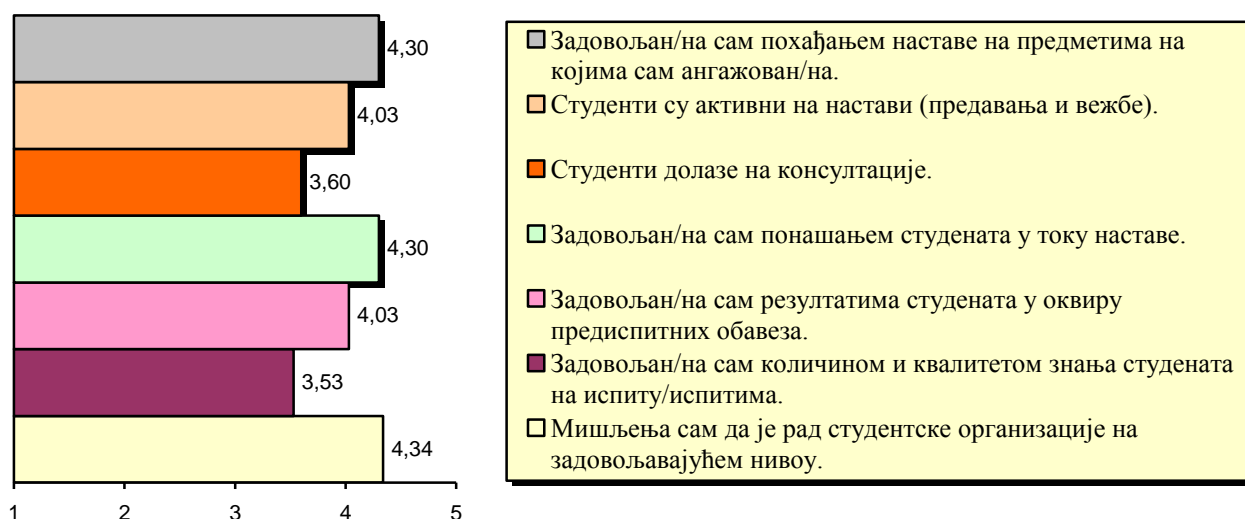 4,30
4,03
3,60
4,30
4,03
3,53
4,34
1 2 3 4 5
Задовољан/на сам похађањем наставе на предметима на
којима сам ангажован/на.
Студенти су активни на настави (предавања и вежбе).
Студенти долазе на консултације.
Задовољан/на сам понашањем студената у току наставе.
Задовољан/на сам резултатима студената у оквиру
предиспитних обавеза.
Задовољан/на сам количином и квалитетом знања студената
на испиту/испитима.
Мишљења сам да је рад студентске организације на
задовољавајућем нивоу.